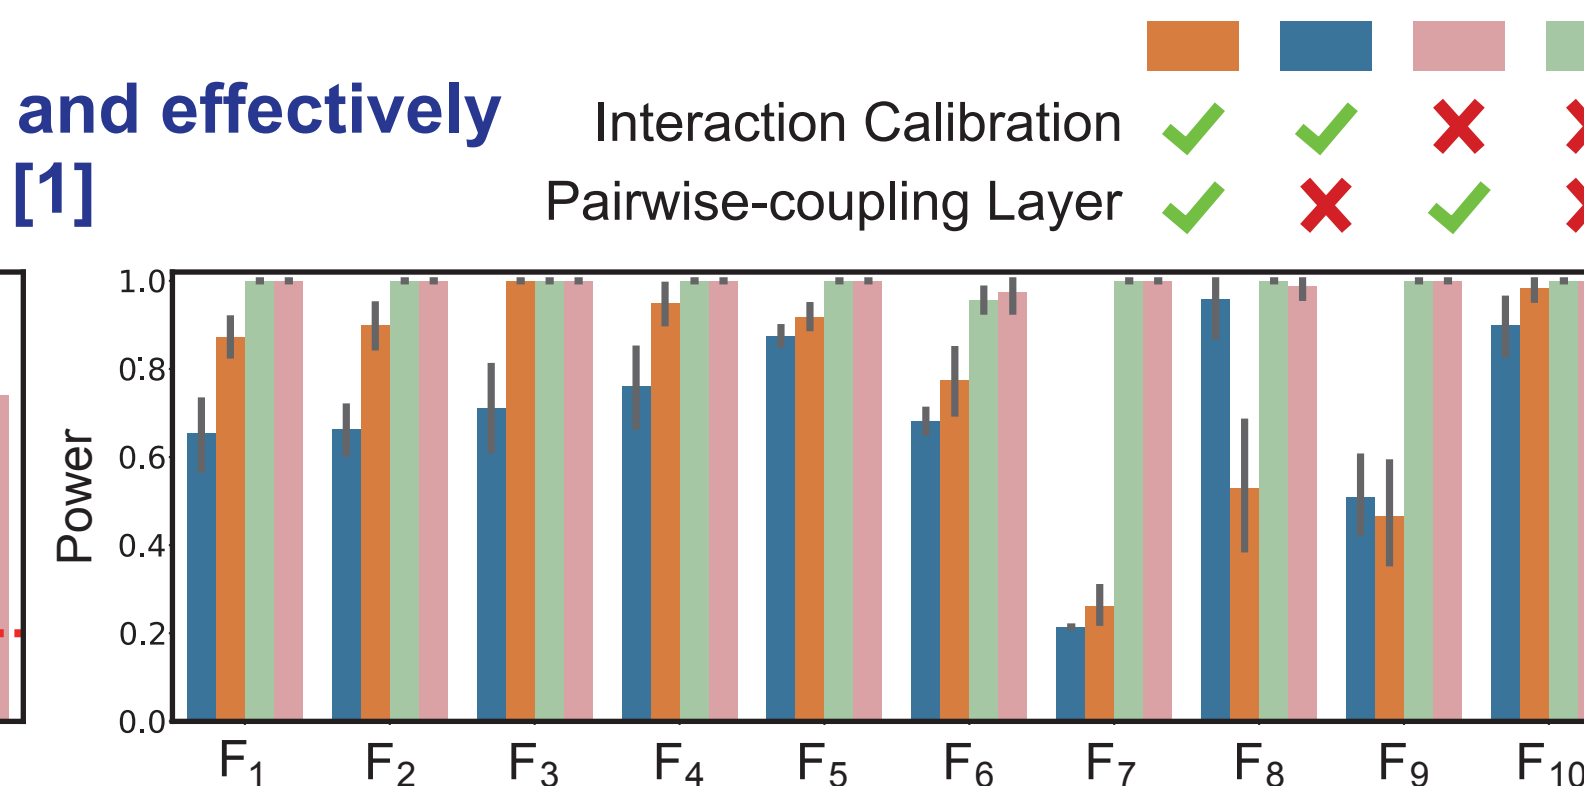 and effectively
[1]
Interaction Calibration
Pairwise-coupling Layer
Power
1.0
0.8
0.6
0.4
0.2
0.0
F1 F2 F3 F4 F5 F6 F7 F8 F9 F10